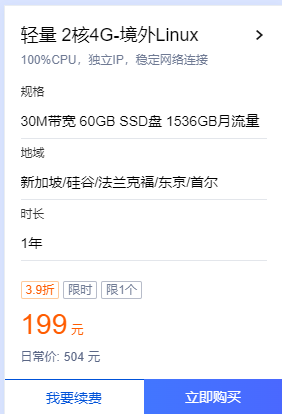 轻量 2核4G-境外Linux
100%CPU，独立IP，稳定网络连接
规格
30M带宽 60GB SSD盘 1536GB月流量
地域
新加坡/硅谷/法兰克福/东京/首尔
时长
1年
3.9折 限时 限1个
199 元
日常价: 504 元
我要续费 立即购买